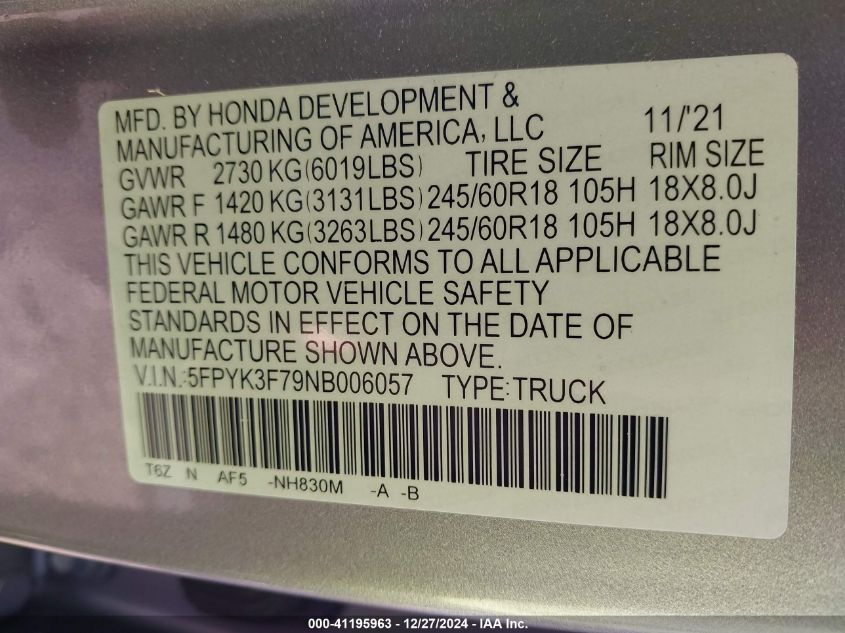 MFD. BY HONDA DEVELOPMENT &
MANUFACTURING OF AMERICA, LLC 11/'21
GVWR 2730 KG(6019LBS) TIRE SIZE RIM SIZE
GAWR F 1420 KG(3131LBS) 245/60R18 105H 18X8.0J
GAWR R 1480 KG(3263LBS) 245/60R18 105H 18X8.0J
THIS VEHICLE CONFORMS TO ALL APPLICABLE
FEDERAL MOTOR VEHICLE SAFETY
STANDARDS IN EFFECT ON THE DATE OF
MANUFACTURE SHOWN ABOVE.
V.I.N.:5FPYK3F79NB006057 TYPE:TRUCK
T6Z N AF5 -NH830M -A -B
000-41195963 - 12/27/2024 - IAA Inc.